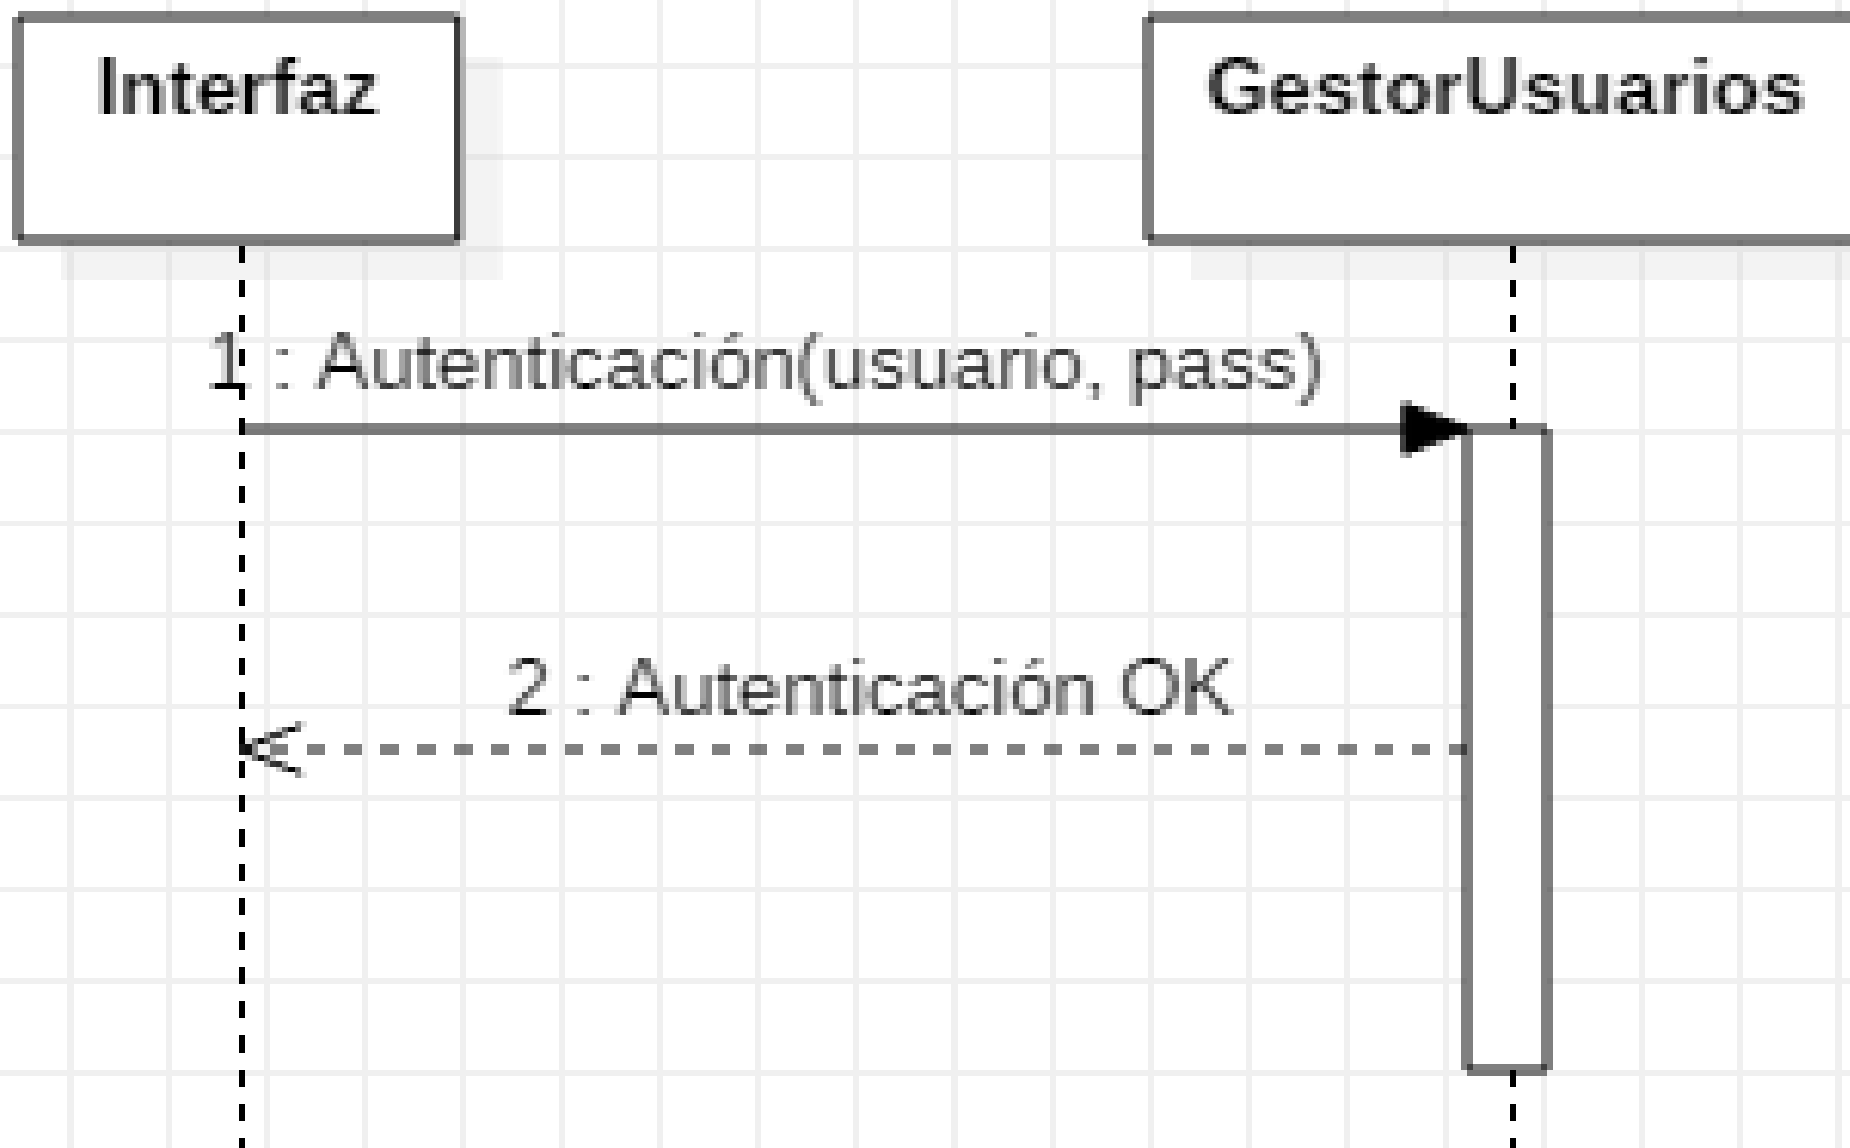 Interfaz
GestorUsuarios
1 : Autenticación(usuario, pass)
2 : Autenticación OK